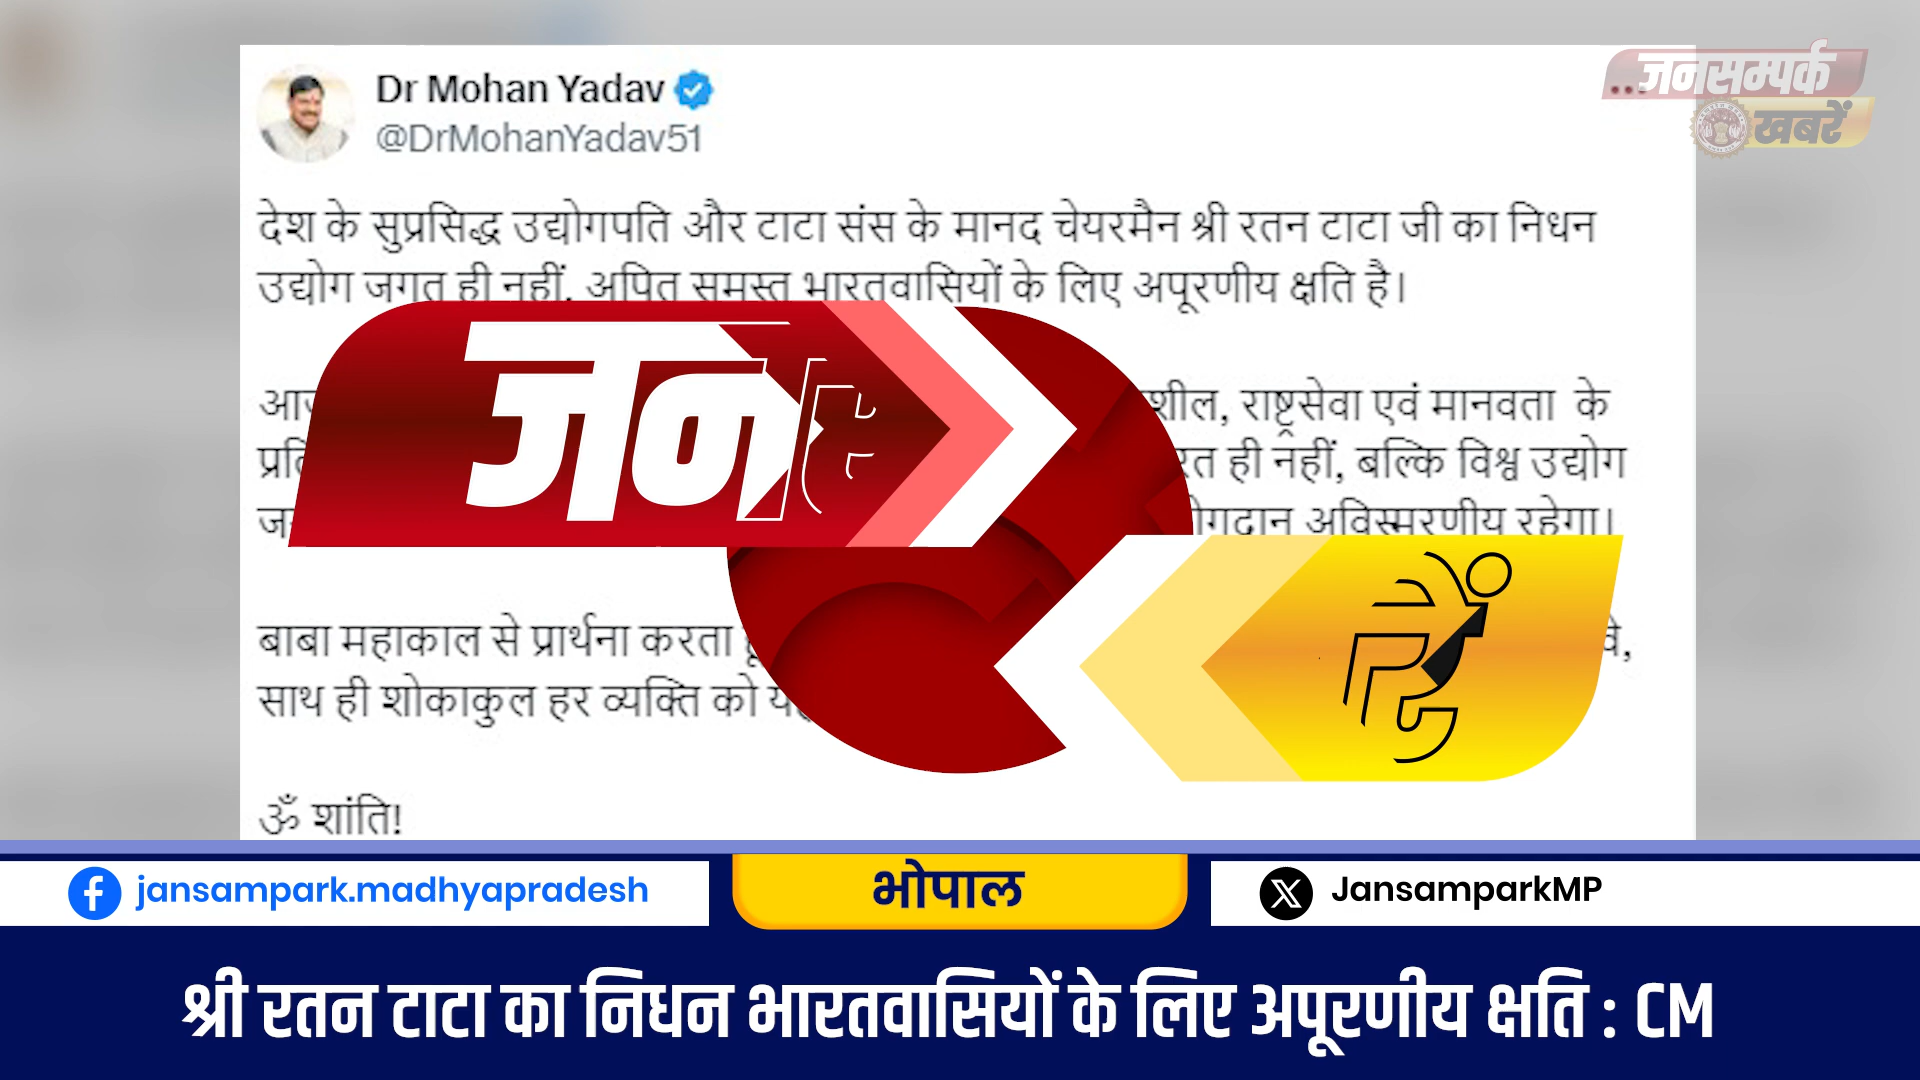 Dr Mohan Yadav
@DrMohanYadav51
जनसम्पर्क
खबरें
देश के सुप्रसिद्ध उद्योगपति और टाटा संस के मानद चेयरमैन श्री रतन टाटा जी का निधन
उद्योग जगत ही नहीं, अपितु समस्त भारतवासियों के लिए अपूरणीय क्षति है।
राष्ट्रसेवा एवं मानवता के
ही नहीं, बल्कि विश्व उद्योग
अविस्मरणीय रहेगा।
जन
बाबा महाकाल से प्रार्थना करता
साथ ही शोकाकुल हर व्यक्ति को
ॐ शांति!
jansampark.madhyapradesh
भोपाल
JansamparkMP
श्री रतन टाटा का निधन भारतवासियों के लिए अपूरणीय क्षति : CM